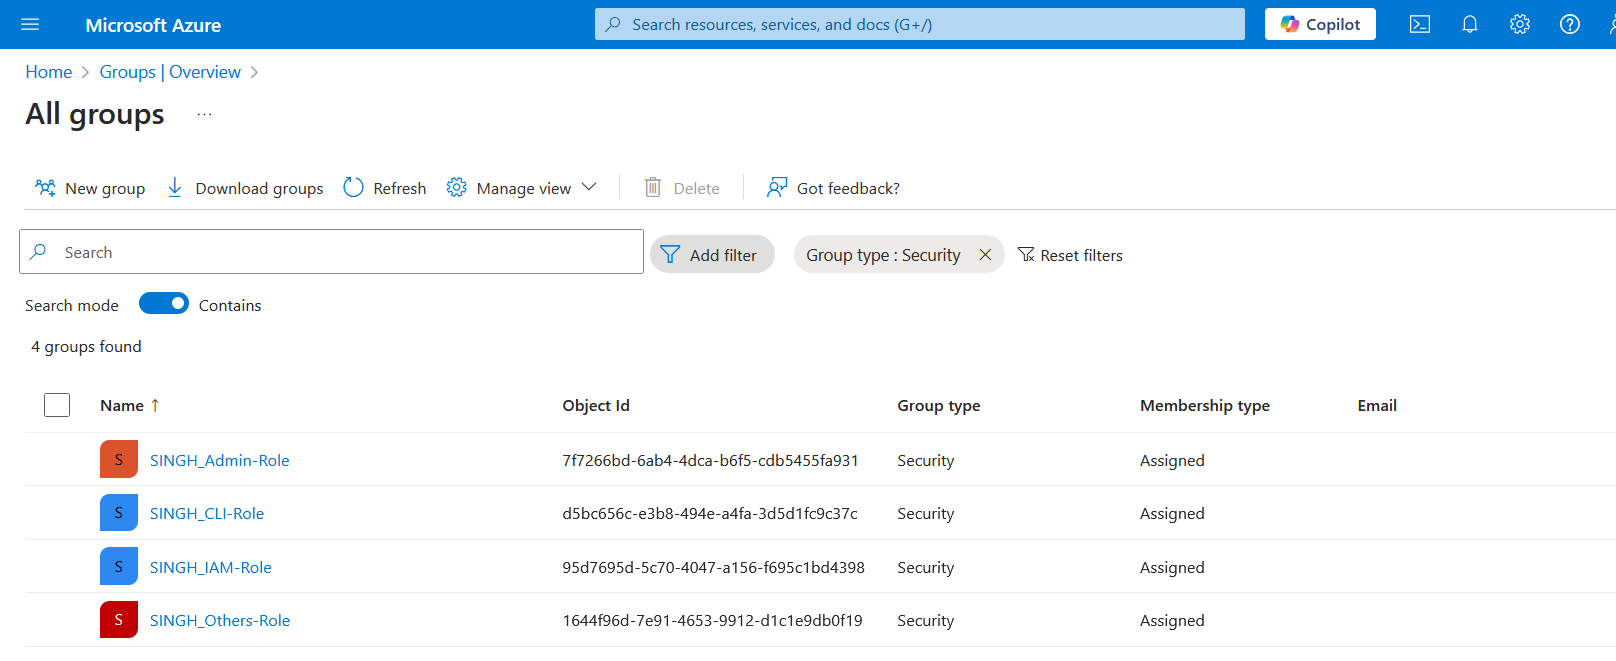 Microsoft Azure
Search resources, services, and docs (G+/)
Copilot
Home > Groups | Overview >
All groups ...
New group
Download groups
Refresh
Manage view
Delete
Got feedback?
Search
Add filter
Group type : Security
Reset filters
Search mode
Contains
4 groups found
Name ↑ Object Id Group type Membership type Email
S SINGH_Admin-Role 7f7266bd-6ab4-4dca-b6f5-cdb5455fa931 Security Assigned
S SINGH_CLI-Role d5bc656c-e3b8-494e-a4fa-3d5d1fc9c37c Security Assigned
S SINGH_IAM-Role 95d7695d-5c70-4047-a156-f695c1bd4398 Security Assigned
S SINGH_Others-Role 1644f96d-7e91-4653-9912-d1c1e9db0f19 Security Assigned